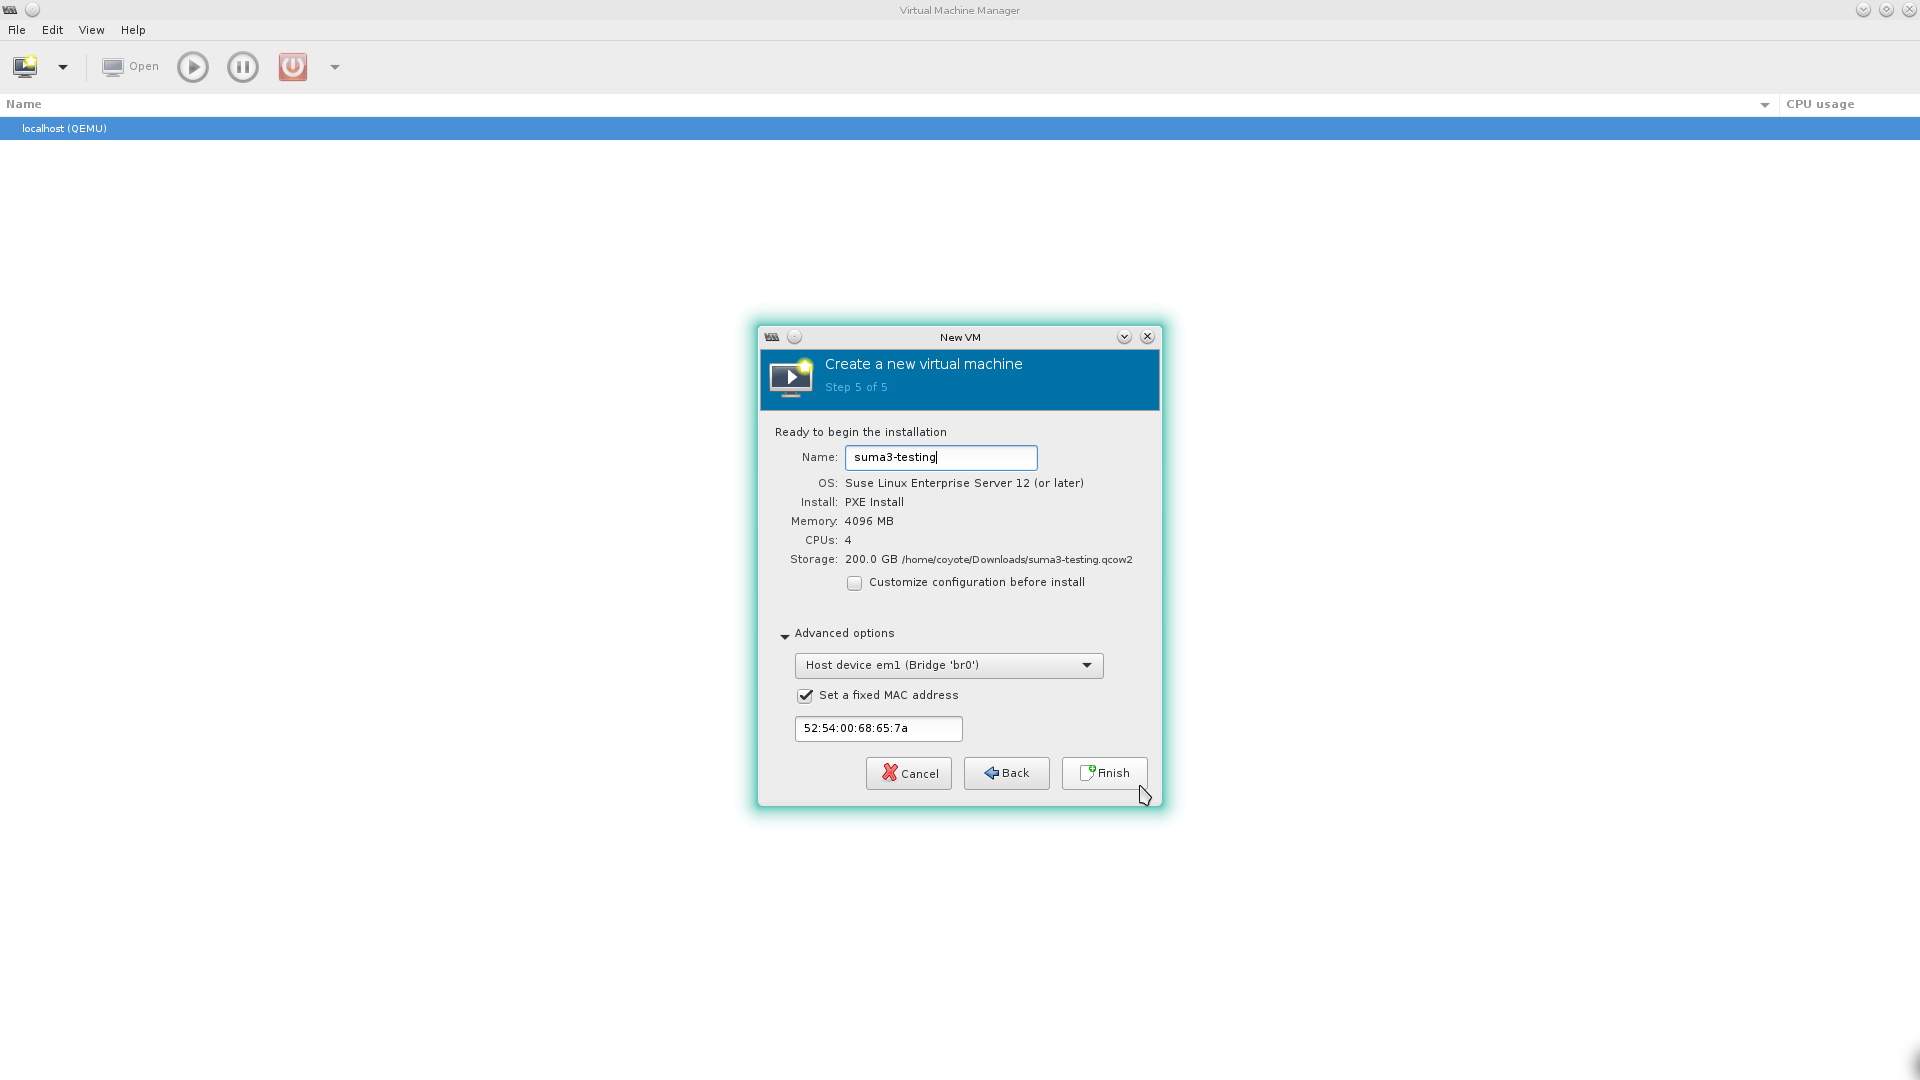 Virtual Machine Manager
File Edit View Help
Open
Name CPU usage
localhost (QEMU)
New VM
Create a new virtual machine
Step 5 of 5
Ready to begin the installation
Name: suma3-testing
OS: Suse Linux Enterprise Server 12 (or later)
Install: PXE Install
Memory: 4096 MB
CPUs: 4
Storage: 200.0 GB /home/coyote/Downloads/suma3-testing.qcow2
Customize configuration before install
Advanced options
Host device em1 (Bridge 'br0')
Set a fixed MAC address
52:54:00:68:65:7a
Cancel Back Finish